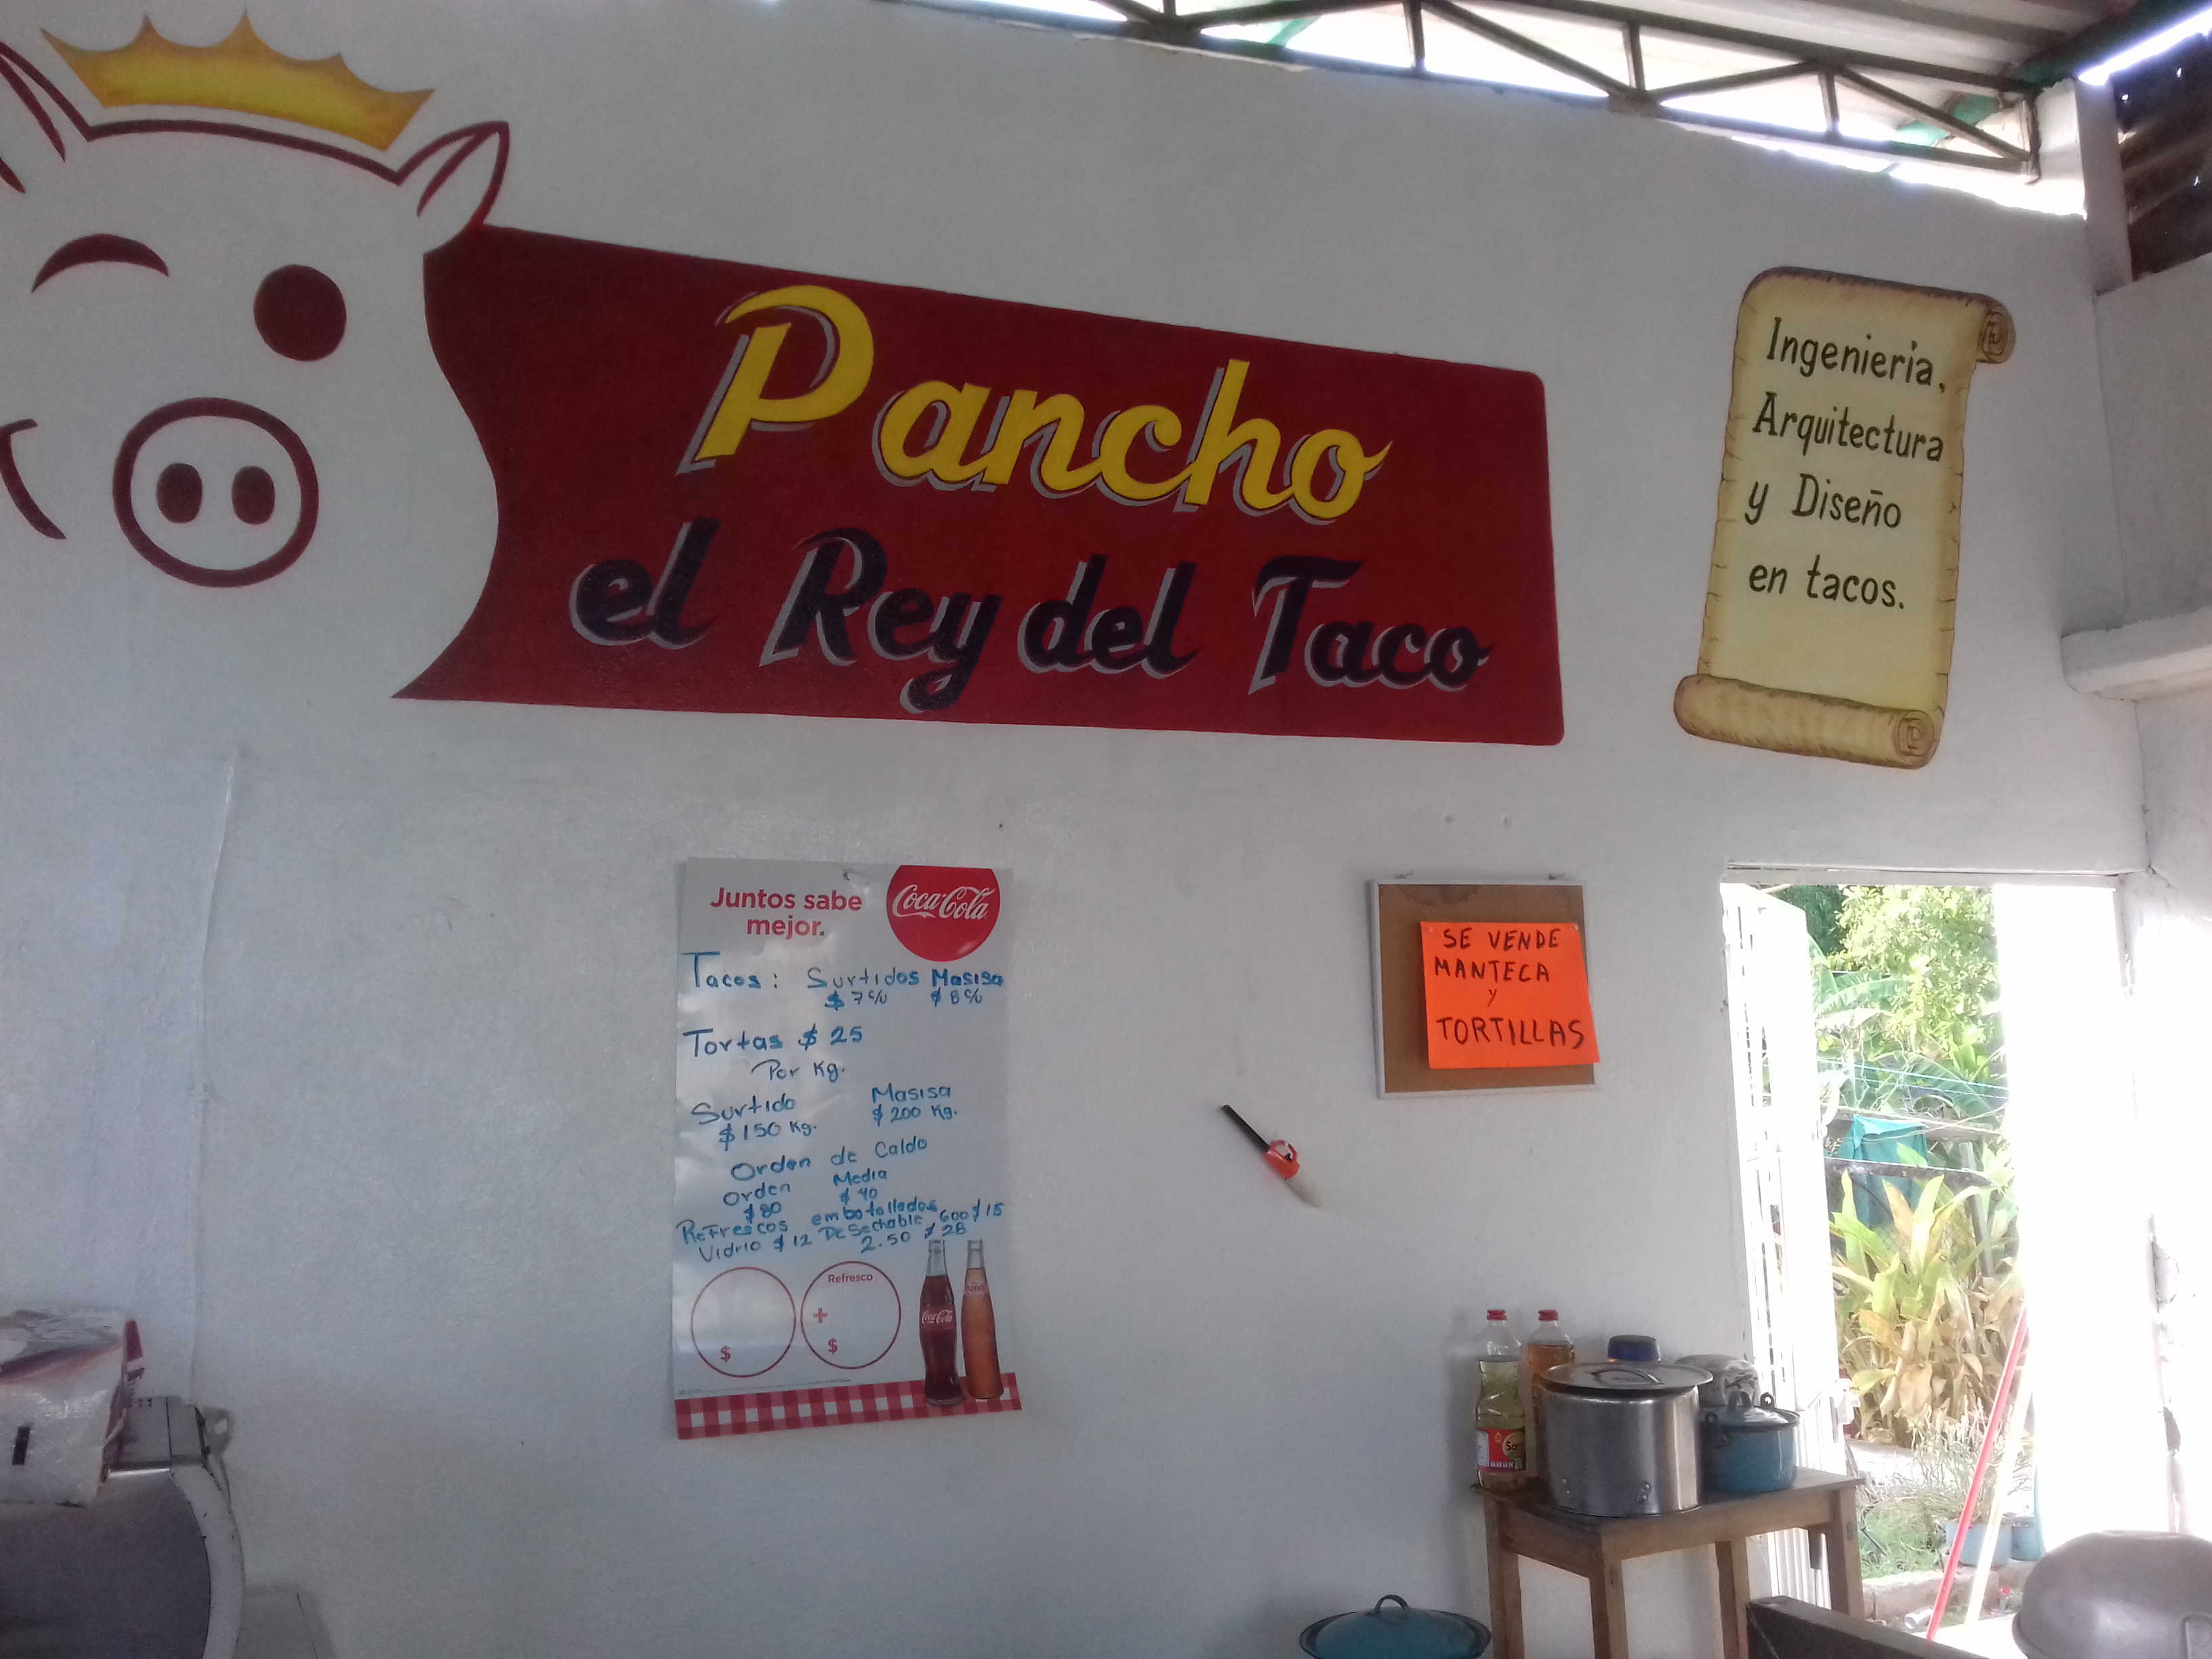 Pancho
el Rey del Taco
Ingenieria,
Arquitectura
y Diseño
en tacos.
Juntos sabe
mejor.
Coca-Cola
Tacos: Surtidos Masisa
$7 c/u $8 c/u
Tortas $25
Por Kg.
Surtido Masisa
$150 Kg. $200 Kg.
Orden de Caldo
Orden Media
$80 $40
Refrescos embotellados
Vidrio $12 Desechable 600 $15
2.50 $28
Refresco
+
$ $
Coca-Cola
SE VENDE
MANTECA
Y
TORTILLAS